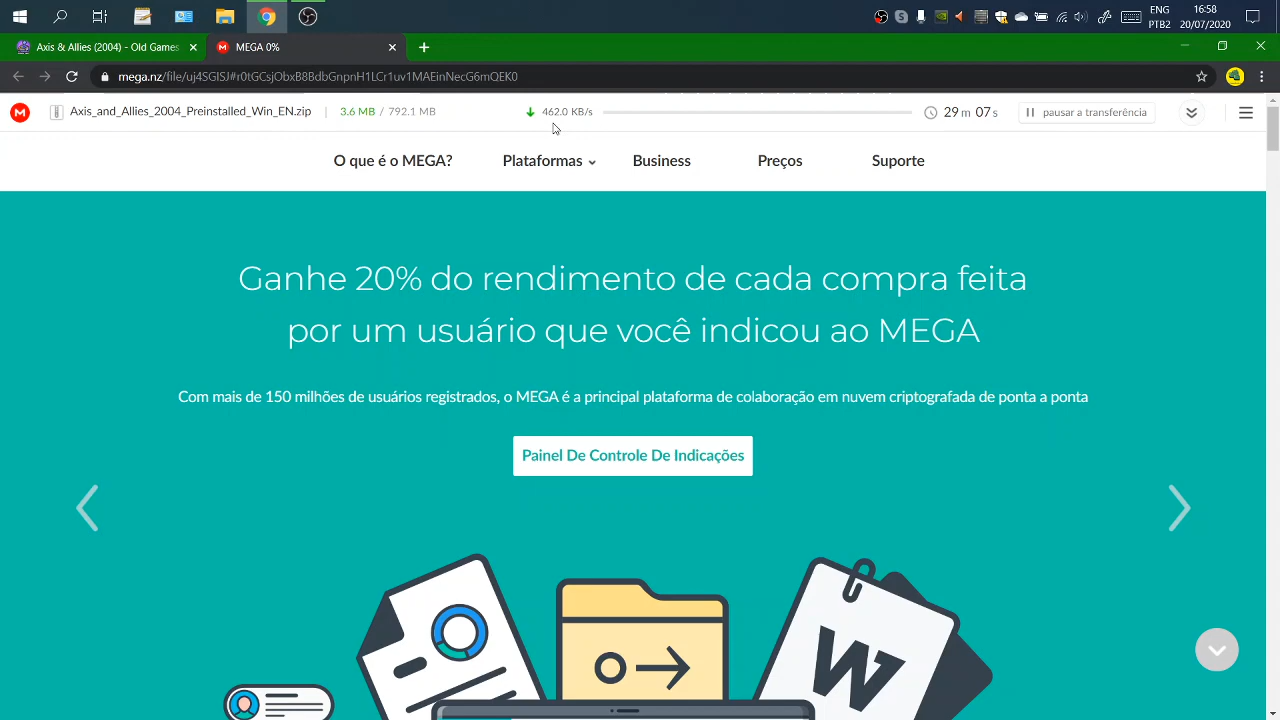 16:58
PTB2
20/07/2020
Axis & Allies (2004) - Old Games
MEGA 0%
mega.nz/file/uj4SGISJ#r0tGCsjObxB8BdbGnpnH1LCr1uv1MAEinNecG6mQEK0
Axis_and_Allies_2004_Preinstalled_Win_EN.zip
3.6 MB / 792.1 MB
462.0 KB/s
29 m 07 s
pausar a transferência
O que é o MEGA?
Plataformas
Business
Preços
Suporte
Ganhe 20% do rendimento de cada compra feita
por um usuário que você indicou ao MEGA
Com mais de 150 milhões de usuários registrados, o MEGA é a principal plataforma de colaboração em nuvem criptografada de ponta a ponta
Painel De Controle De Indicações
W